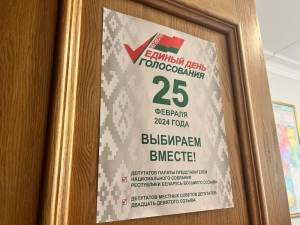 ЕДИНЫЙ ДЕНЬ
ГОЛОСОВАНИЯ
25
ФЕВРАЛЯ
2024 ГОДА
ВЫБИРАЕМ
ВМЕСТЕ!
ДЕПУТАТОВ ПАЛАТЫ ПРЕДСТАВИТЕЛЕЙ
НАЦИОНАЛЬНОГО СОБРАНИЯ
РЕСПУБЛИКИ БЕЛАРУСЬ ВОСЬМОГО СОЗЫВА
ДЕПУТАТОВ МЕСТНЫХ СОВЕТОВ ДЕПУТАТОВ
ДВАДЦАТЬ ДЕВЯТОГО СОЗЫВА